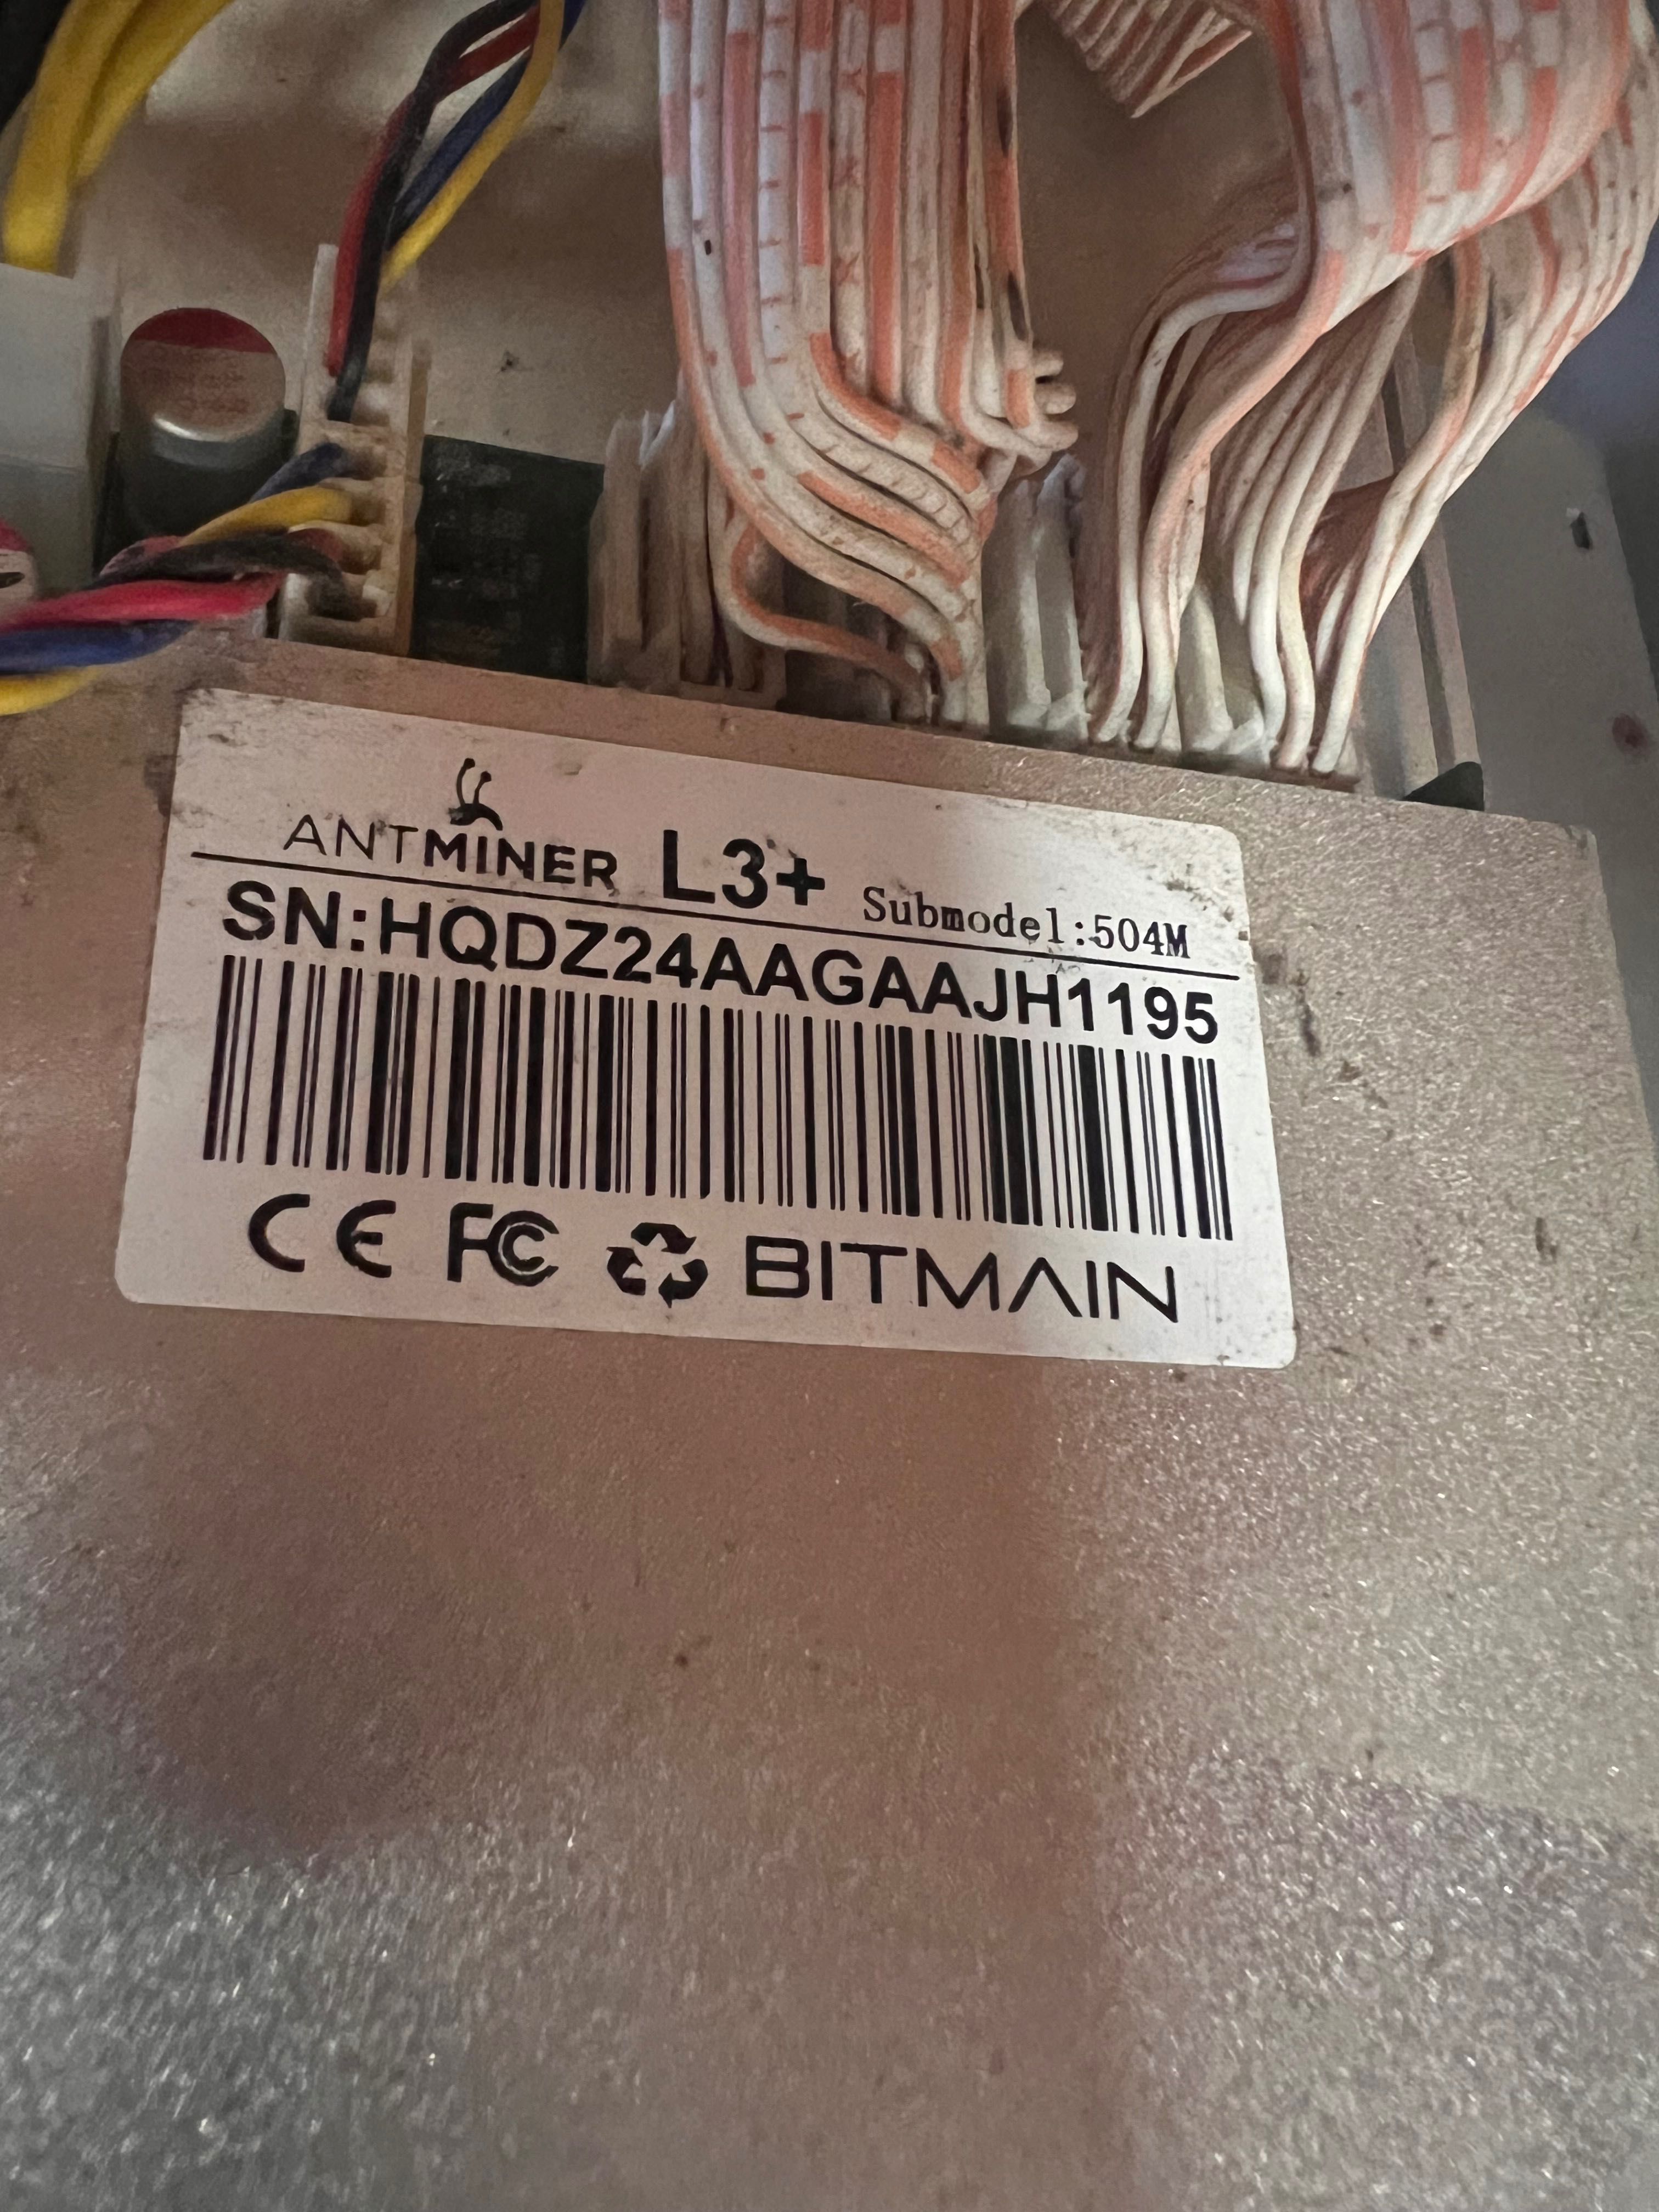 ANTMINER L3+ Submodel:504M
SN:HQDZ24AAGAAJH1195
CE FC BITMAIN